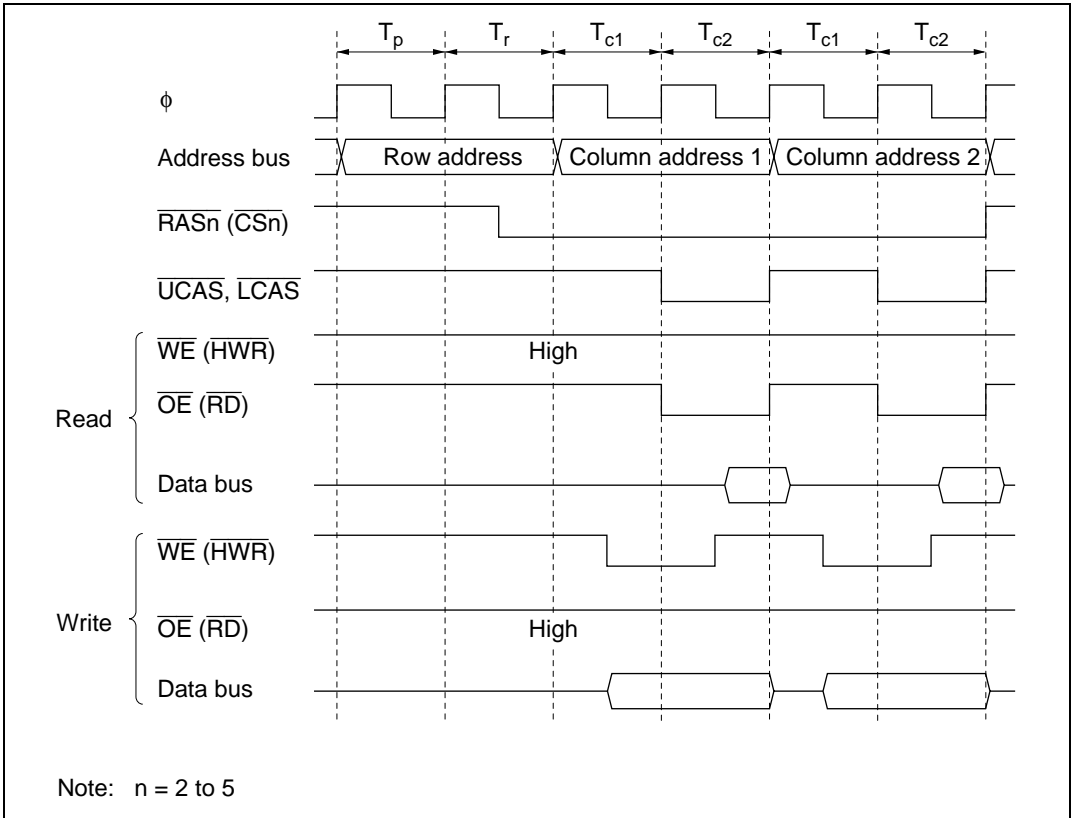 Tp Tr Tc1 Tc2 Tc1 Tc2
ϕ
Address bus Row address Column address 1 Column address 2
RASn (CSn)
UCAS, LCAS
WE (HWR) High
OE (RD)
Read
Data bus
WE (HWR)
Write OE (RD) High
Data bus
Note: n = 2 to 5